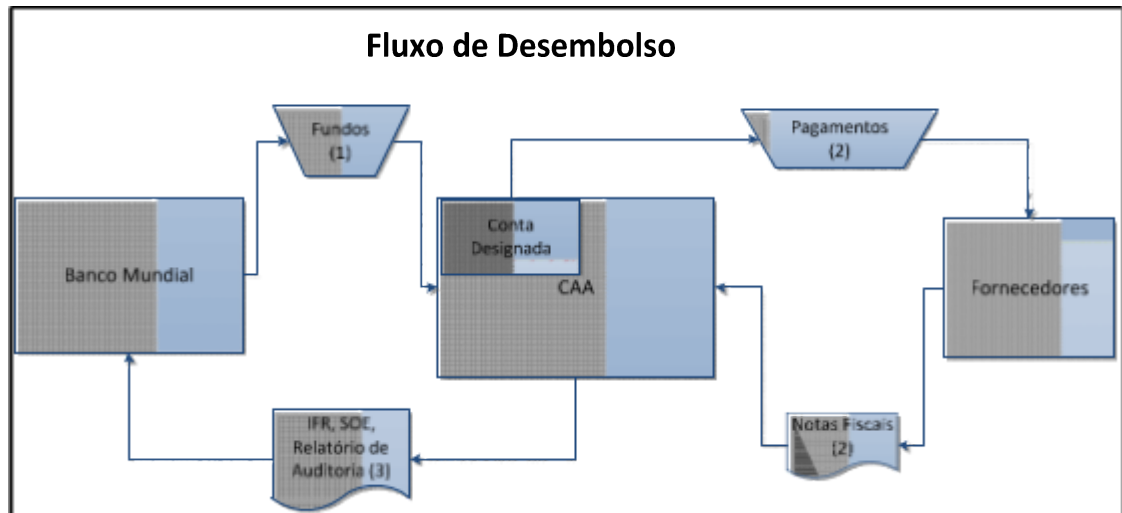 Fluxo de Desembolso
Fundos
(1)
Pagamentos
(2)
Conta
Designada
Banco Mundial
CAA
Fornecedores
IFR, SOE,
Relatório de
Auditoria (3)
Notas Fiscais
(2)